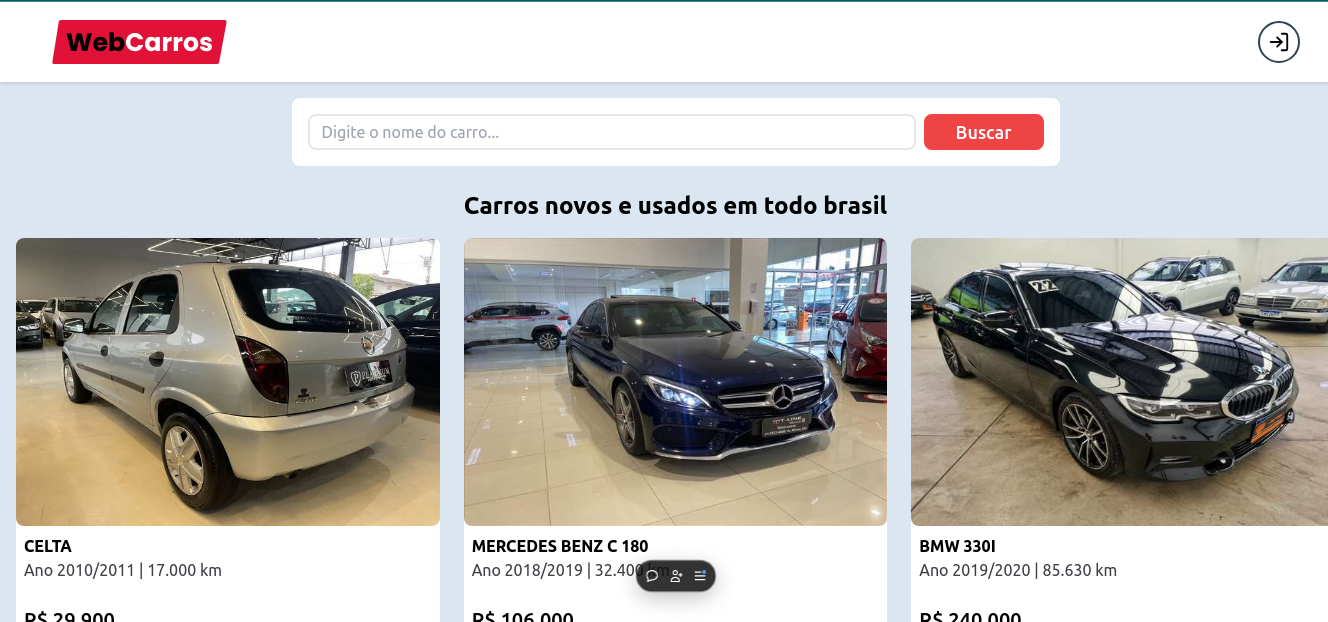 WebCarros
Digite o nome do carro...
Buscar
Carros novos e usados em todo brasil
CELTA
Ano 2010/2011 | 17.000 km
R$ 29.900
MERCEDES BENZ C 180
Ano 2018/2019 | 32.400 km
R$ 106.000
BMW 330I
Ano 2019/2020 | 85.630 km
R$ 240.000